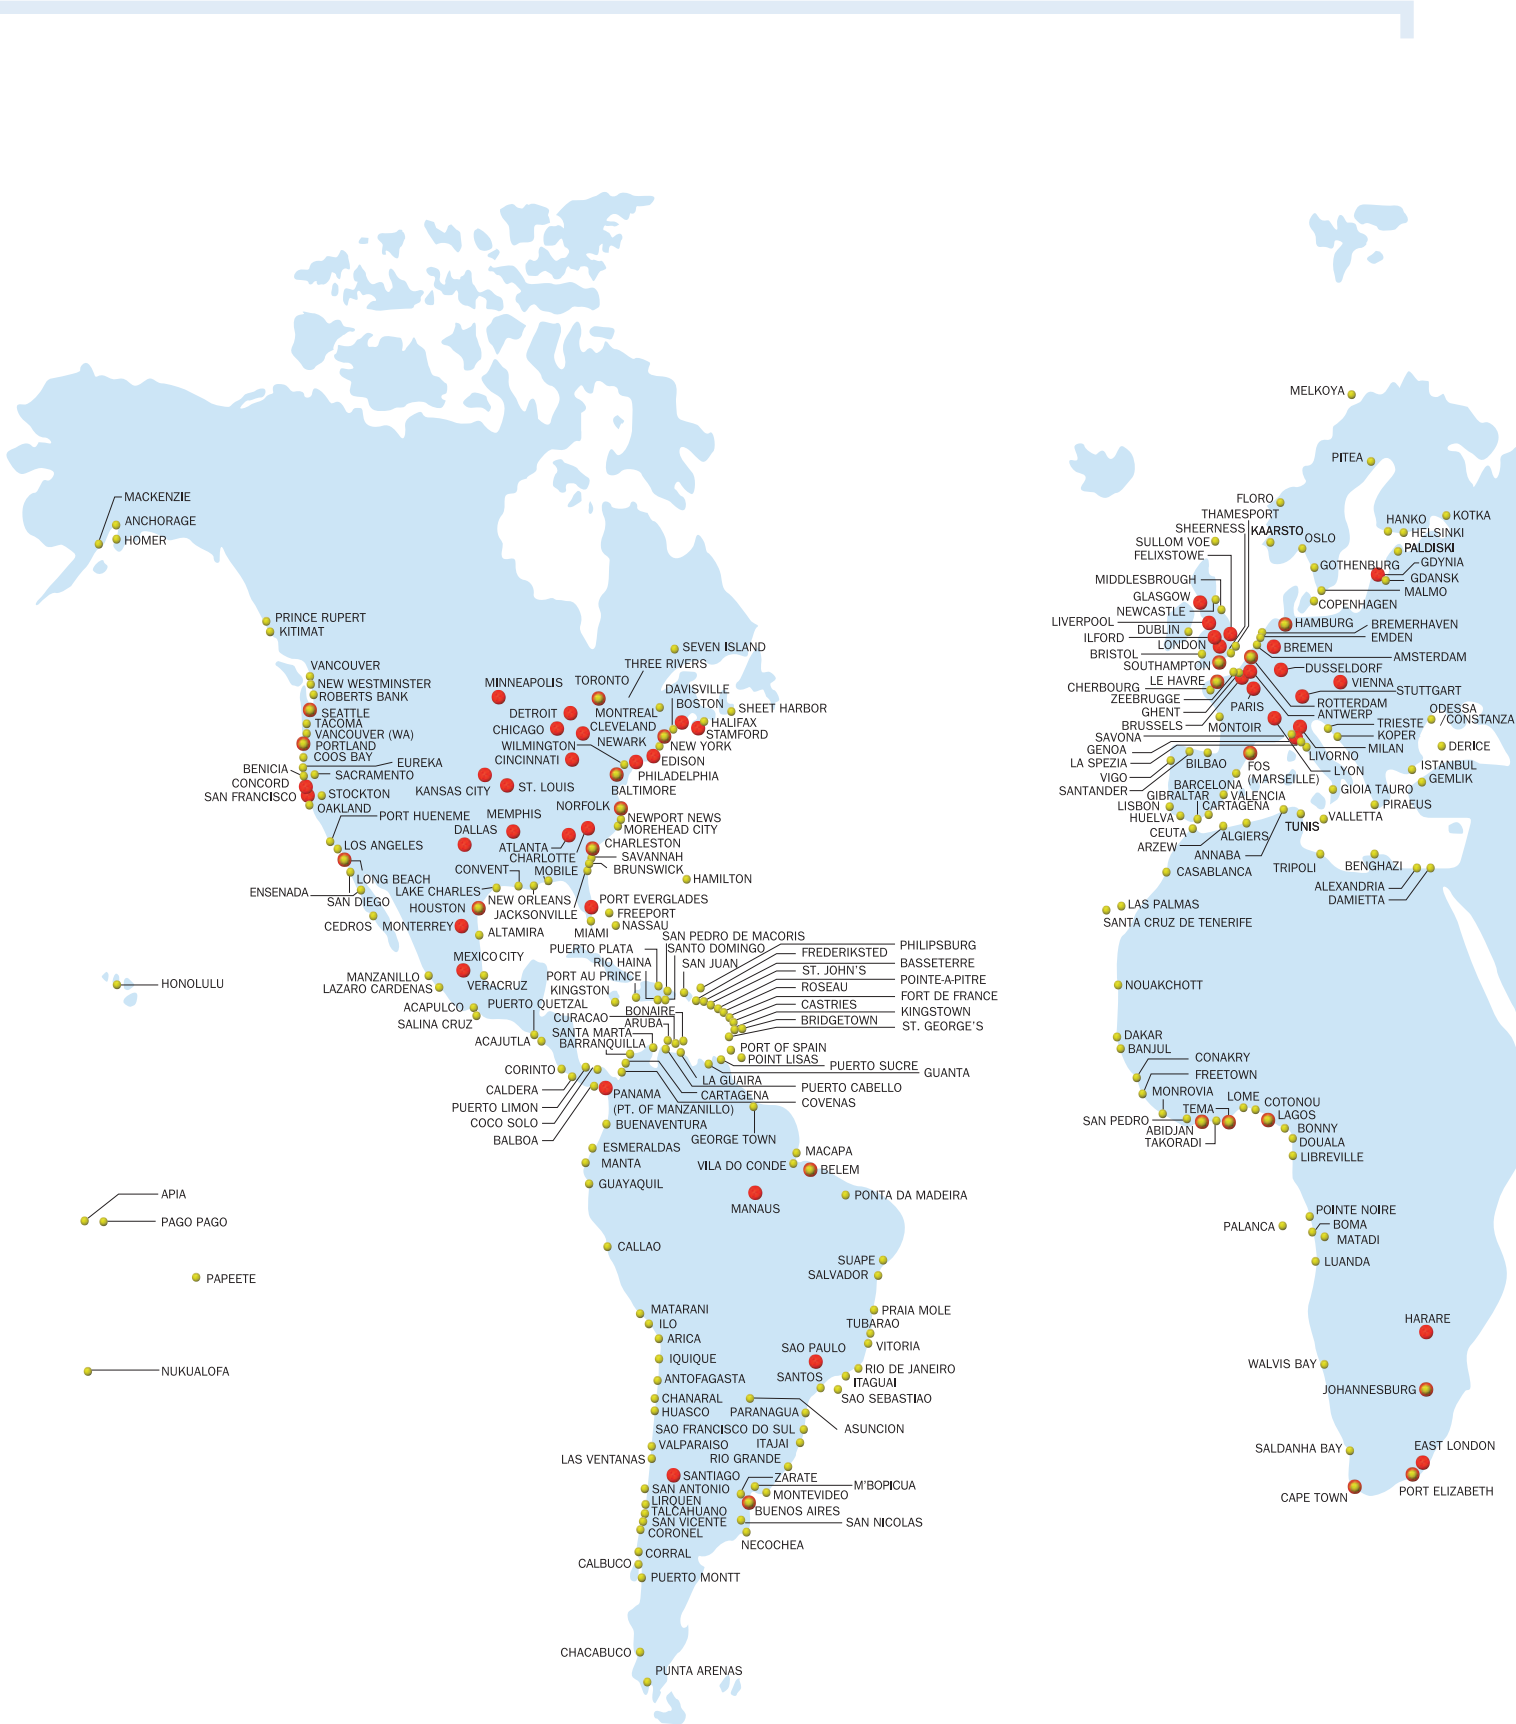 MELKOYA
PITEA
MACKENZIE
ANCHORAGE
HOMER
FLORO
THAMESPORT
SHEERNESS
KAARSTO
SULLOM VOE
OSLO
FELIXSTOWE
HANKO
KOTKA
HELSINKI
PALDISKI
GDYNIA
GOTHENBURG
GDANSK
MALMO
COPENHAGEN
MIDDLESBROUGH
GLASGOW
NEWCASTLE
LIVERPOOL
DUBLIN
ILFORD
LONDON
BRISTOL
SOUTHAMPTON
HAMBURG
BREMERHAVEN
EMDEN
BREMEN
AMSTERDAM
DUSSELDORF
LE HAVRE
CHERBOURG
VIENNA
STUTTGART
ZEEBRUGGE
GHENT
PARIS
ROTTERDAM
ANTWERP
BRUSSELS
MONTOIR
TRIESTE
ODESSA
/CONSTANZA
KOPER
SAVONA
GENOA
MILAN
DERICE
LA SPEZIA
LIVORNO
VIGO
BILBAO
FOS
(MARSEILLE)
LYON
ISTANBUL
GEMLIK
SANTANDER
BARCELONA
GIBRALTAR
VALENCIA
GIOIA TAURO
LISBON
CARTAGENA
PIRAEUS
HUELVA
TUNIS
VALLETTA
CEUTA
ALGIERS
ARZEW
ANNABA
TRIPOLI
BENGHAZI
CASABLANCA
ALEXANDRIA
DAMIETTA
LAS PALMAS
SANTA CRUZ DE TENERIFE
PRINCE RUPERT
KITIMAT
SEVEN ISLAND
THREE RIVERS
VANCOUVER
NEW WESTMINSTER
ROBERTS BANK
MINNEAPOLIS
TORONTO
DAVISVILLE
BOSTON
SHEET HARBOR
SEATTLE
TACOMA
DETROIT
MONTREAL
HALIFAX
VANCOUVER (WA)
CHICAGO
CLEVELAND
STAMFORD
PORTLAND
WILMINGTON
NEWARK
NEW YORK
COOS BAY
CINCINNATI
EDISON
EUREKA
BENICIA
SACRAMENTO
PHILADELPHIA
CONCORD
KANSAS CITY
ST. LOUIS
BALTIMORE
SAN FRANCISCO
STOCKTON
OAKLAND
NORFOLK
PORT HUENEME
MEMPHIS
NEWPORT NEWS
DALLAS
MOREHEAD CITY
LOS ANGELES
ATLANTA
CHARLESTON
CHARLOTTE
SAVANNAH
CONVENT
MOBILE
BRUNSWICK
LONG BEACH
HAMILTON
ENSENADA
LAKE CHARLES
SAN DIEGO
NEW ORLEANS
PORT EVERGLADES
HOUSTON
JACKSONVILLE
FREEPORT
CEDROS
MONTERREY
ALTAMIRA
MIAMI
NASSAU
SAN PEDRO DE MACORIS
PHILIPSBURG
PUERTO PLATA
SANTO DOMINGO
FREDERIKSTED
MEXICO CITY
RIO HAINA
SAN JUAN
BASSETERRE
ST. JOHN'S
MANZANILLO
PORT AU PRINCE
POINTE-A-PITRE
HONOLULU
LAZARO CARDENAS
VERACRUZ
KINGSTON
ROSEAU
FORT DE FRANCE
ACAPULCO
PUERTO QUETZAL
BONAIRE
CASTRIES
KINGSTOWN
SALINA CRUZ
CURACAO
ARUBA
BRIDGETOWN
ST. GEORGE'S
ACAJUTLA
SANTA MARTA
BARRANQUILLA
PORT OF SPAIN
POINT LISAS
PUERTO SUCRE
CORINTO
GUANTA
CALDERA
LA GUAIRA
PUERTO CABELLO
PANAMA
(PT. OF MANZANILLO)
CARTAGENA
COVENAS
PUERTO LIMON
COCO SOLO
BUENAVENTURA
BALBOA
GEORGE TOWN
ESMERALDAS
MACAPA
MANTA
VILA DO CONDE
BELEM
GUAYAQUIL
PONTA DA MADEIRA
MANAUS
APIA
PAGO PAGO
CALLAO
SUAPE
SALVADOR
PAPEETE
NOUAKCHOTT
DAKAR
BANJUL
CONAKRY
FREETOWN
MONROVIA
LOME
COTONOU
TEMA
SAN PEDRO
LAGOS
ABIDJAN
BONNY
TAKORADI
DOUALA
LIBREVILLE
POINTE NOIRE
PALANCA
BOMA
MATADI
LUANDA
MATARANI
PRAIA MOLE
ILO
TUBARAO
ARICA
VITORIA
HARARE
SAO PAULO
IQUIQUE
RIO DE JANEIRO
WALVIS BAY
NUKUALOFA
ANTOFAGASTA
SANTOS
ITAGUAI
JOHANNESBURG
CHANARAL
SAO SEBASTIAO
HUASCO
PARANAGUA
SAO FRANCISCO DO SUL
ASUNCION
VALPARAISO
ITAJAI
EAST LONDON
LAS VENTANAS
RIO GRANDE
SALDANHA BAY
SANTIAGO
ZARATE
M'BOPICUA
SAN ANTONIO
MONTEVIDEO
PORT ELIZABETH
CAPE TOWN
LIRQUEN
TALCAHUANO
BUENOS AIRES
SAN VICENTE
SAN NICOLAS
CORONEL
NECOCHEA
CORRAL
CALBUCO
PUERTO MONTT
CHACABUCO
PUNTA ARENAS